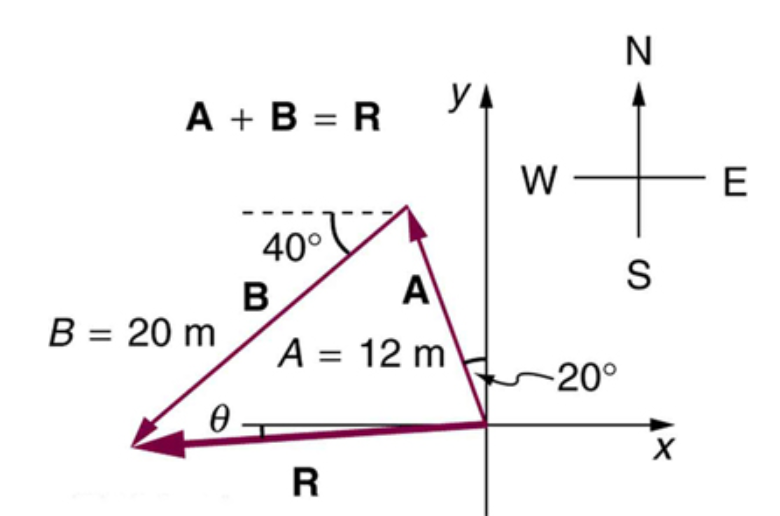 N
y
A + B = R
W E
40°
S
B
A
B = 20 m
A = 12 m
20°
θ
x
R